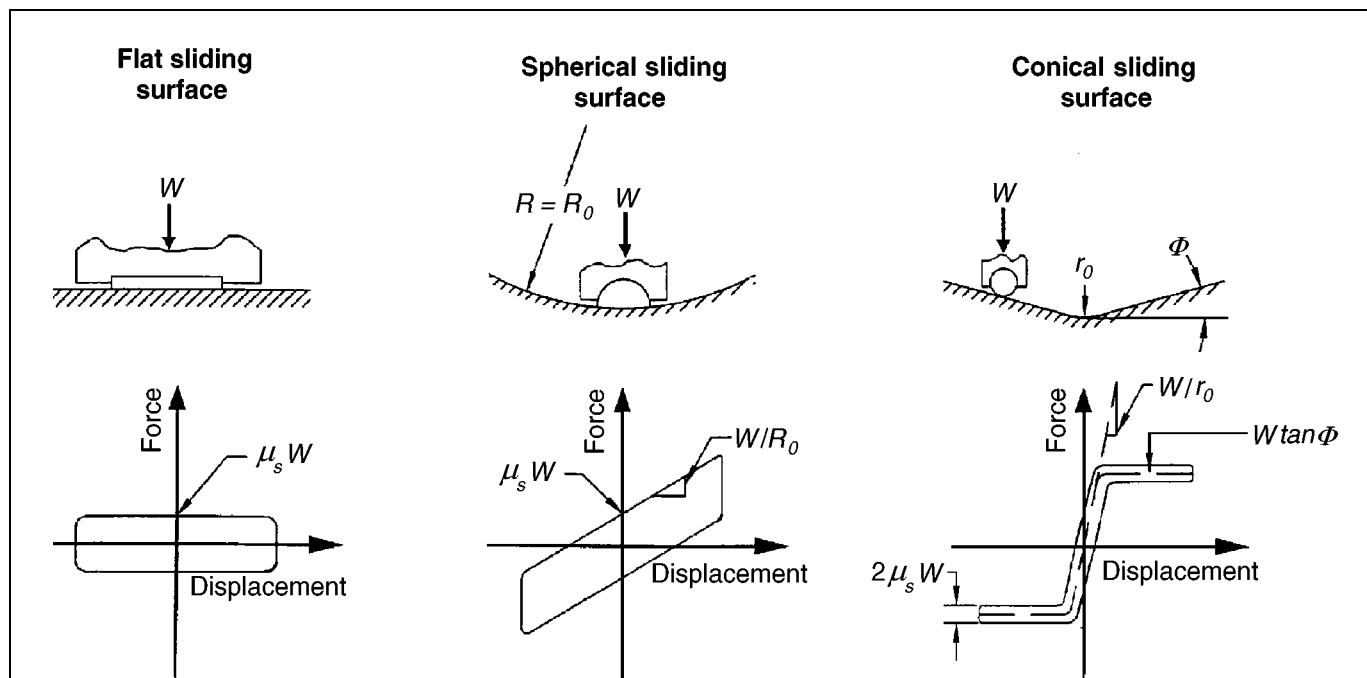 Flat sliding
surface
W
Force
μₛW
Displacement
Spherical sliding
surface
R = R₀
W
Force
W/R₀
μₛW
Displacement
Conical sliding
surface
W
r₀
Φ
Force
W/r₀
W tanΦ
Displacement
2μₛW